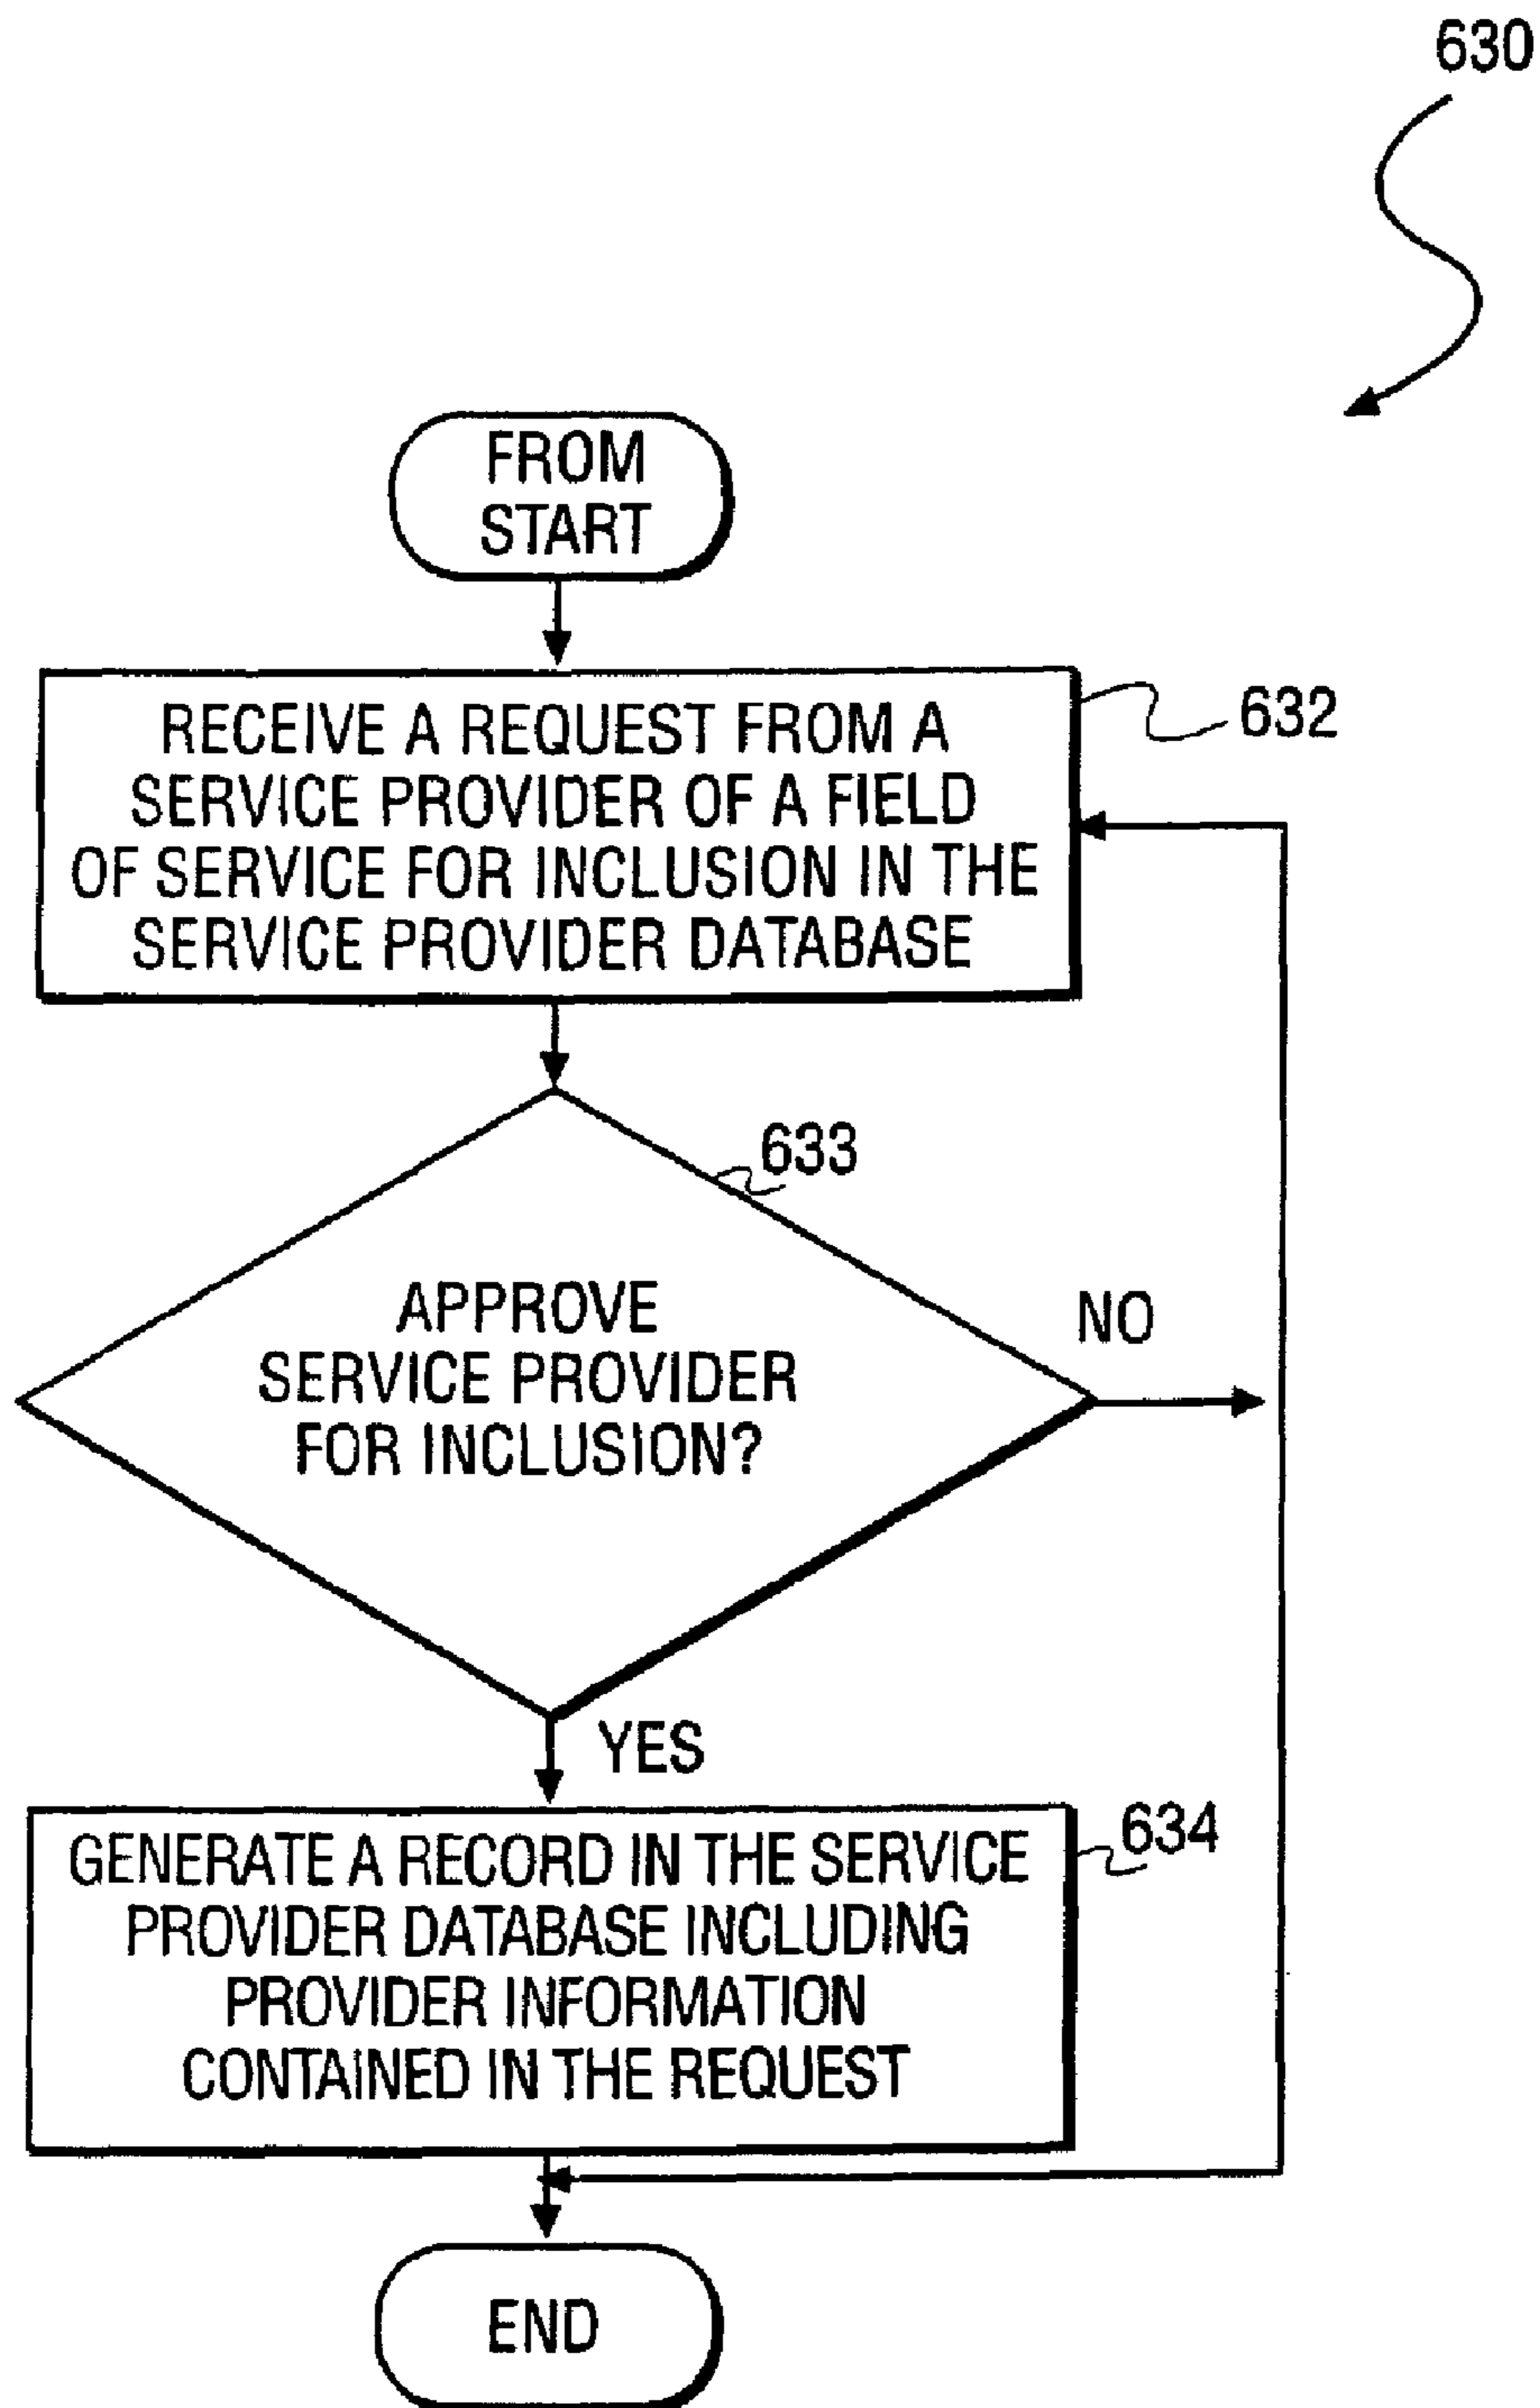 630
FROM
START
RECEIVE A REQUEST FROM A
SERVICE PROVIDER OF A FIELD
OF SERVICE FOR INCLUSION IN THE
SERVICE PROVIDER DATABASE
632
633
APPROVE
SERVICE PROVIDER
FOR INCLUSION?
NO
YES
GENERATE A RECORD IN THE SERVICE
PROVIDER DATABASE INCLUDING
PROVIDER INFORMATION
CONTAINED IN THE REQUEST
634
END